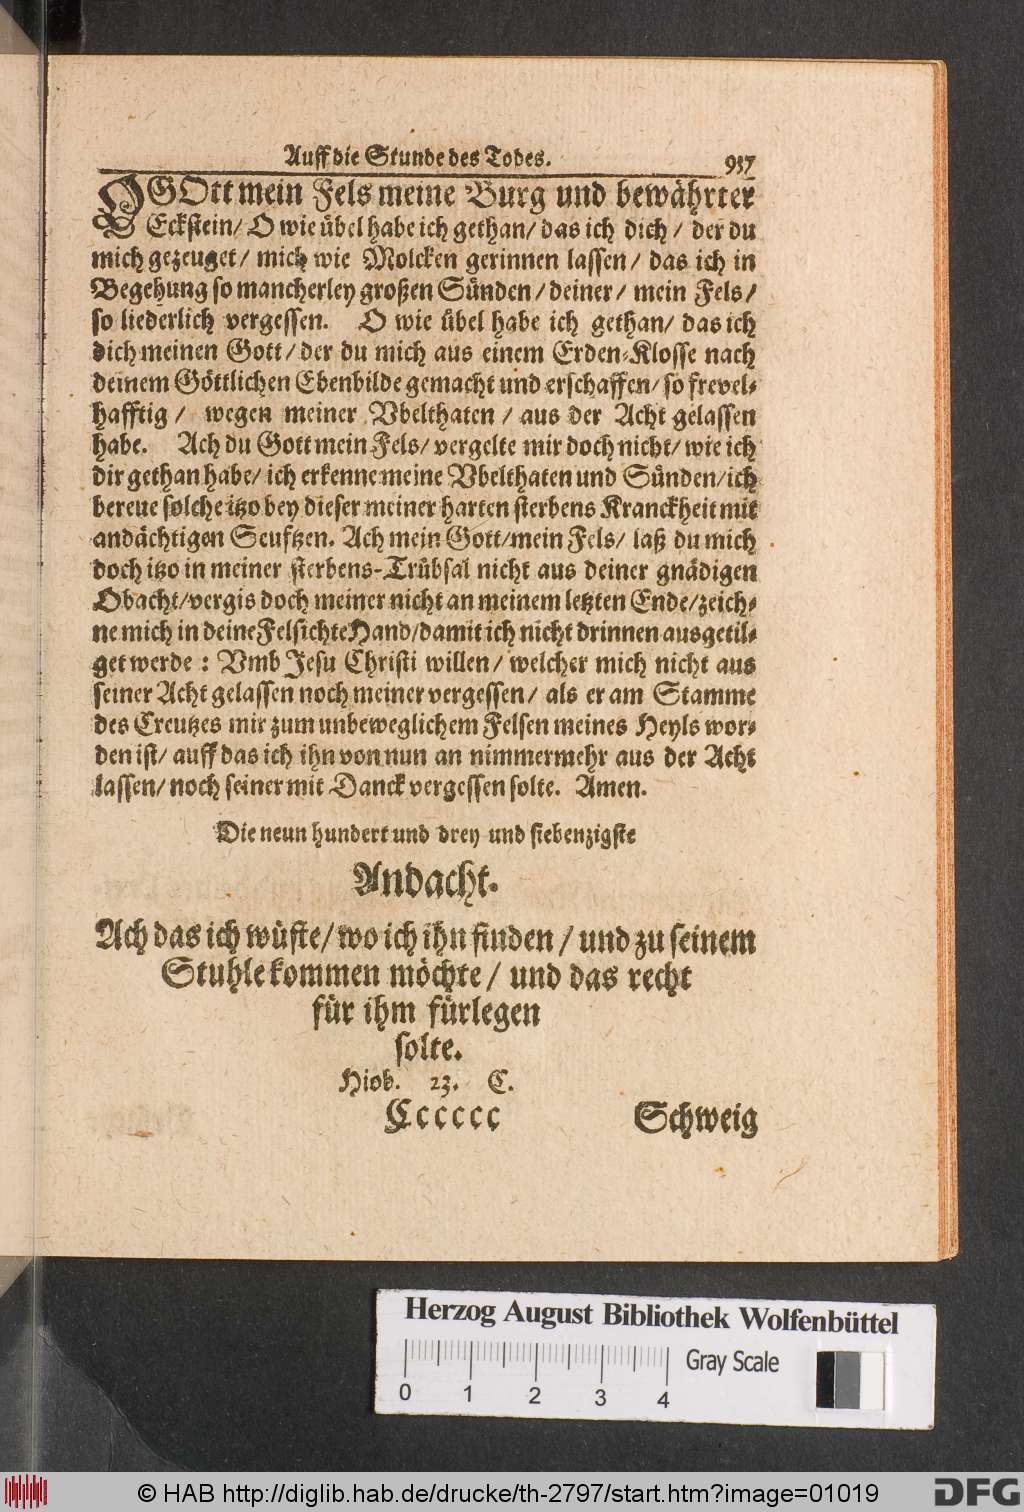 Auff die Stunde des Todes. 957
O GOtt mein Fels meine Burg und bewährter
Eckstein/ O wie übel habe ich gethan/ das ich dich / der du
mich gezeuget/ mich wie Molcken gerinnen lassen/ das ich in
Begehung so mancherley großen Sünden/deiner/ mein Fels/
so liederlich vergessen. O wie übel habe ich gethan/ das ich
dich meinen Gott/der du mich aus einem Erden-Klosse nach
deinem Göttlichen Ebenbilde gemacht und erschaffen/so frevel-
hafftig / wegen meiner Vbelthaten / aus der Acht gelassen
habe. Ach du Gott mein Fels/vergelte mir doch nicht/ wie ich
dir gethan habe/ich erkenne meine Vbelthaten und Sünden/ich
bereue solche itzo bey dieser meiner harten sterbens Kranckheit mit
andächtigen Seuftzen. Ach mein Gott/mein Fels/ laß du mich
doch itzo in meiner sterbens-Trübsal nicht aus deiner gnädigen
Obacht/vergis doch meiner nicht an meinem letzten Ende/zeich-
ne mich in deine Felsichte Hand/damit ich nicht drinnen ausgetil-
get werde : Vmb Jesu Christi willen/ welcher mich nicht aus
seiner Acht gelassen noch meiner vergessen/ als er am Stamme
des Creutzes mir zum unbeweglichem Felsen meines Heyls wor-
den ist/ auff das ich ihn von nun an nimmermehr aus der Acht
lassen/noch seiner mit Danck vergessen solte. Amen.
Die neun hundert und drey und siebenzigste
Andacht.
Ach das ich wüste/wo ich ihn finden / und zu seinem
Stuhle kommen möchte / und das recht
für ihm fürlegen
solte.
Hiob. 23. C.
Cccccc Schweig
Herzog August Bibliothek Wolfenbüttel
Gray Scale
0 1 2 3 4
© HAB http://diglib.hab.de/drucke/th-2797/start.htm?image=01019
DFG